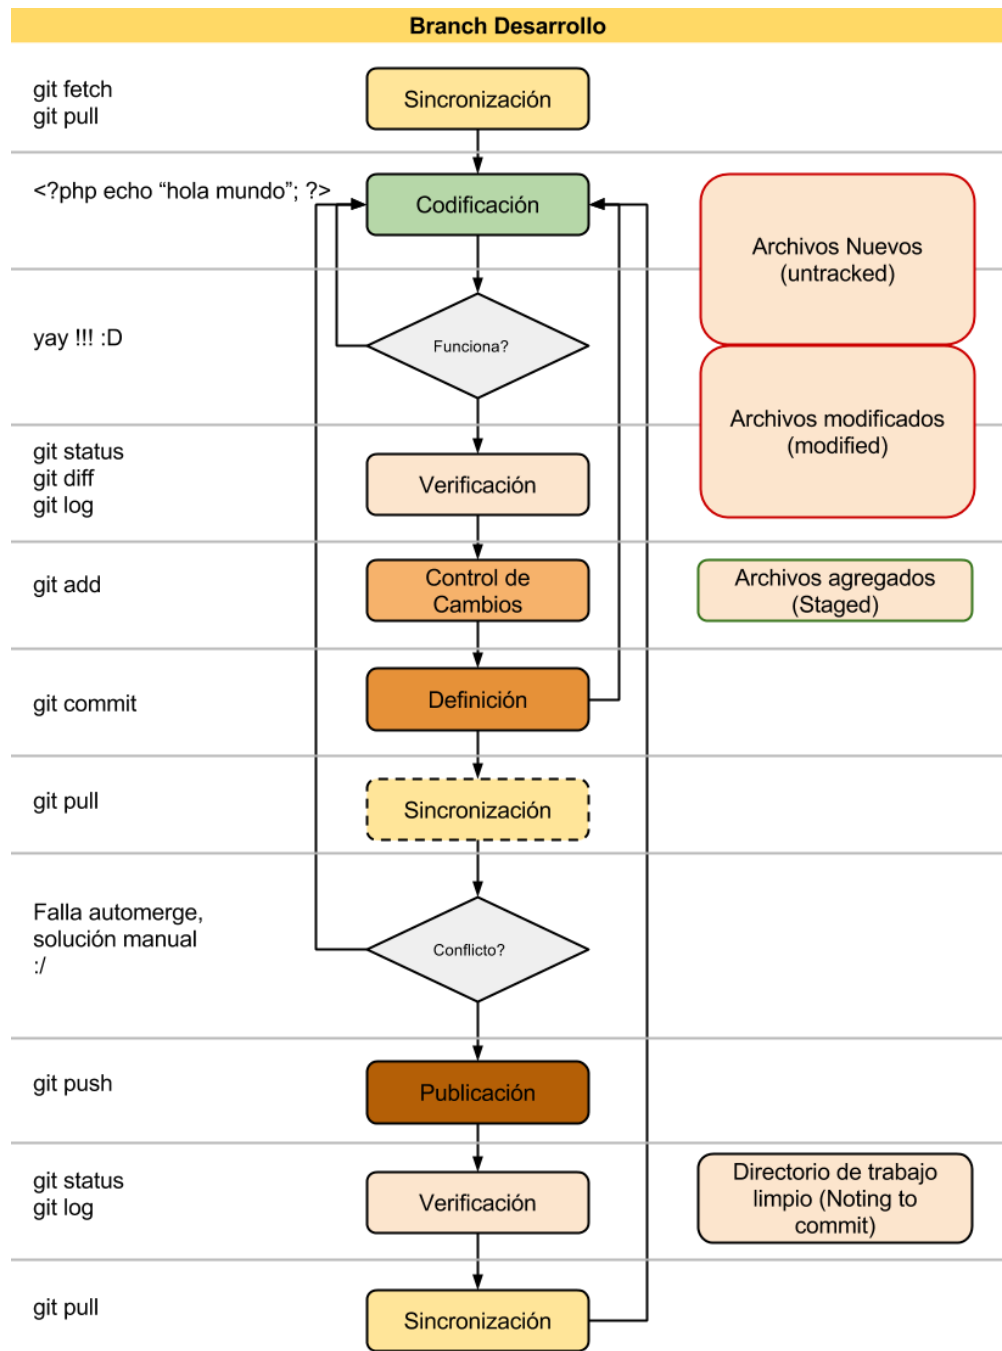 Branch Desarrollo
git fetch
git pull
Sincronización
<?php echo “hola mundo”; ?>
Codificación
Archivos Nuevos
(untracked)
yay !!! :D
Funciona?
Archivos modificados
(modified)
git status
git diff
git log
Verificación
git add
Control de
Cambios
Archivos agregados
(Staged)
git commit
Definición
git pull
Sincronización
Falla automerge,
solución manual
:/
Conflicto?
git push
Publicación
git status
git log
Verificación
Directorio de trabajo
limpio (Noting to
commit)
git pull
Sincronización